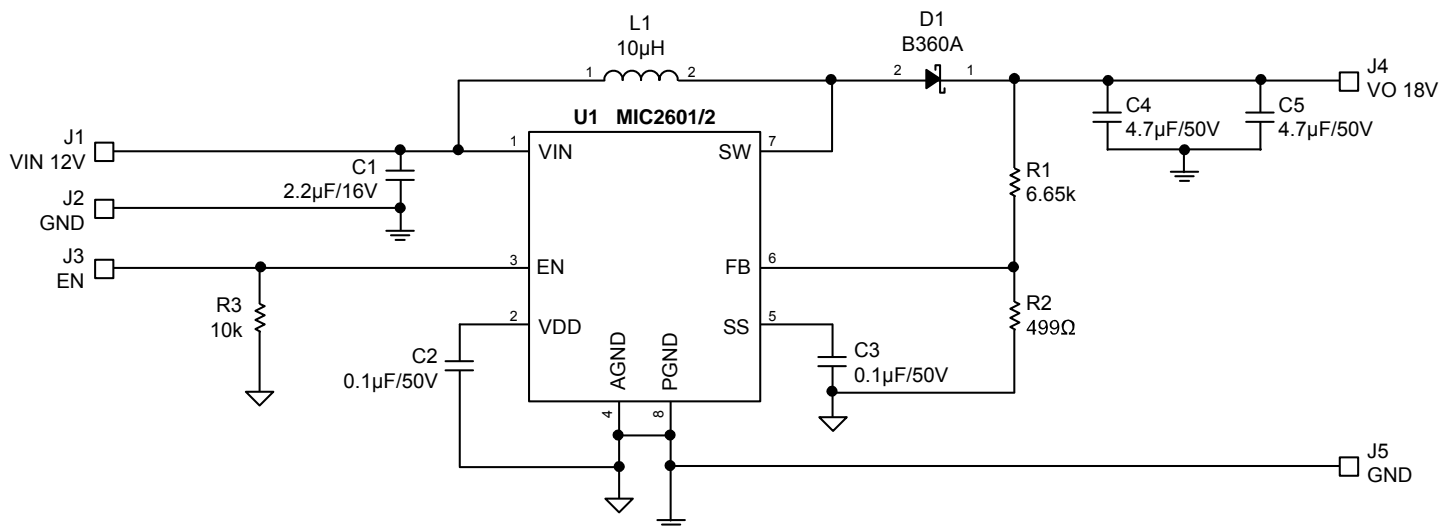 L1
10µH
1
2
D1
B360A
2
1
J4
VO 18V
C4
4.7µF/50V
C5
4.7µF/50V
U1 MIC2601/2
J1
VIN 12V
1
VIN
SW
7
C1
2.2µF/16V
R1
6.65k
J2
GND
J3
EN
3
EN
FB
6
R3
10k
2
VDD
SS
5
R2
499Ω
C2
0.1µF/50V
AGND
PGND
C3
0.1µF/50V
4
8
J5
GND